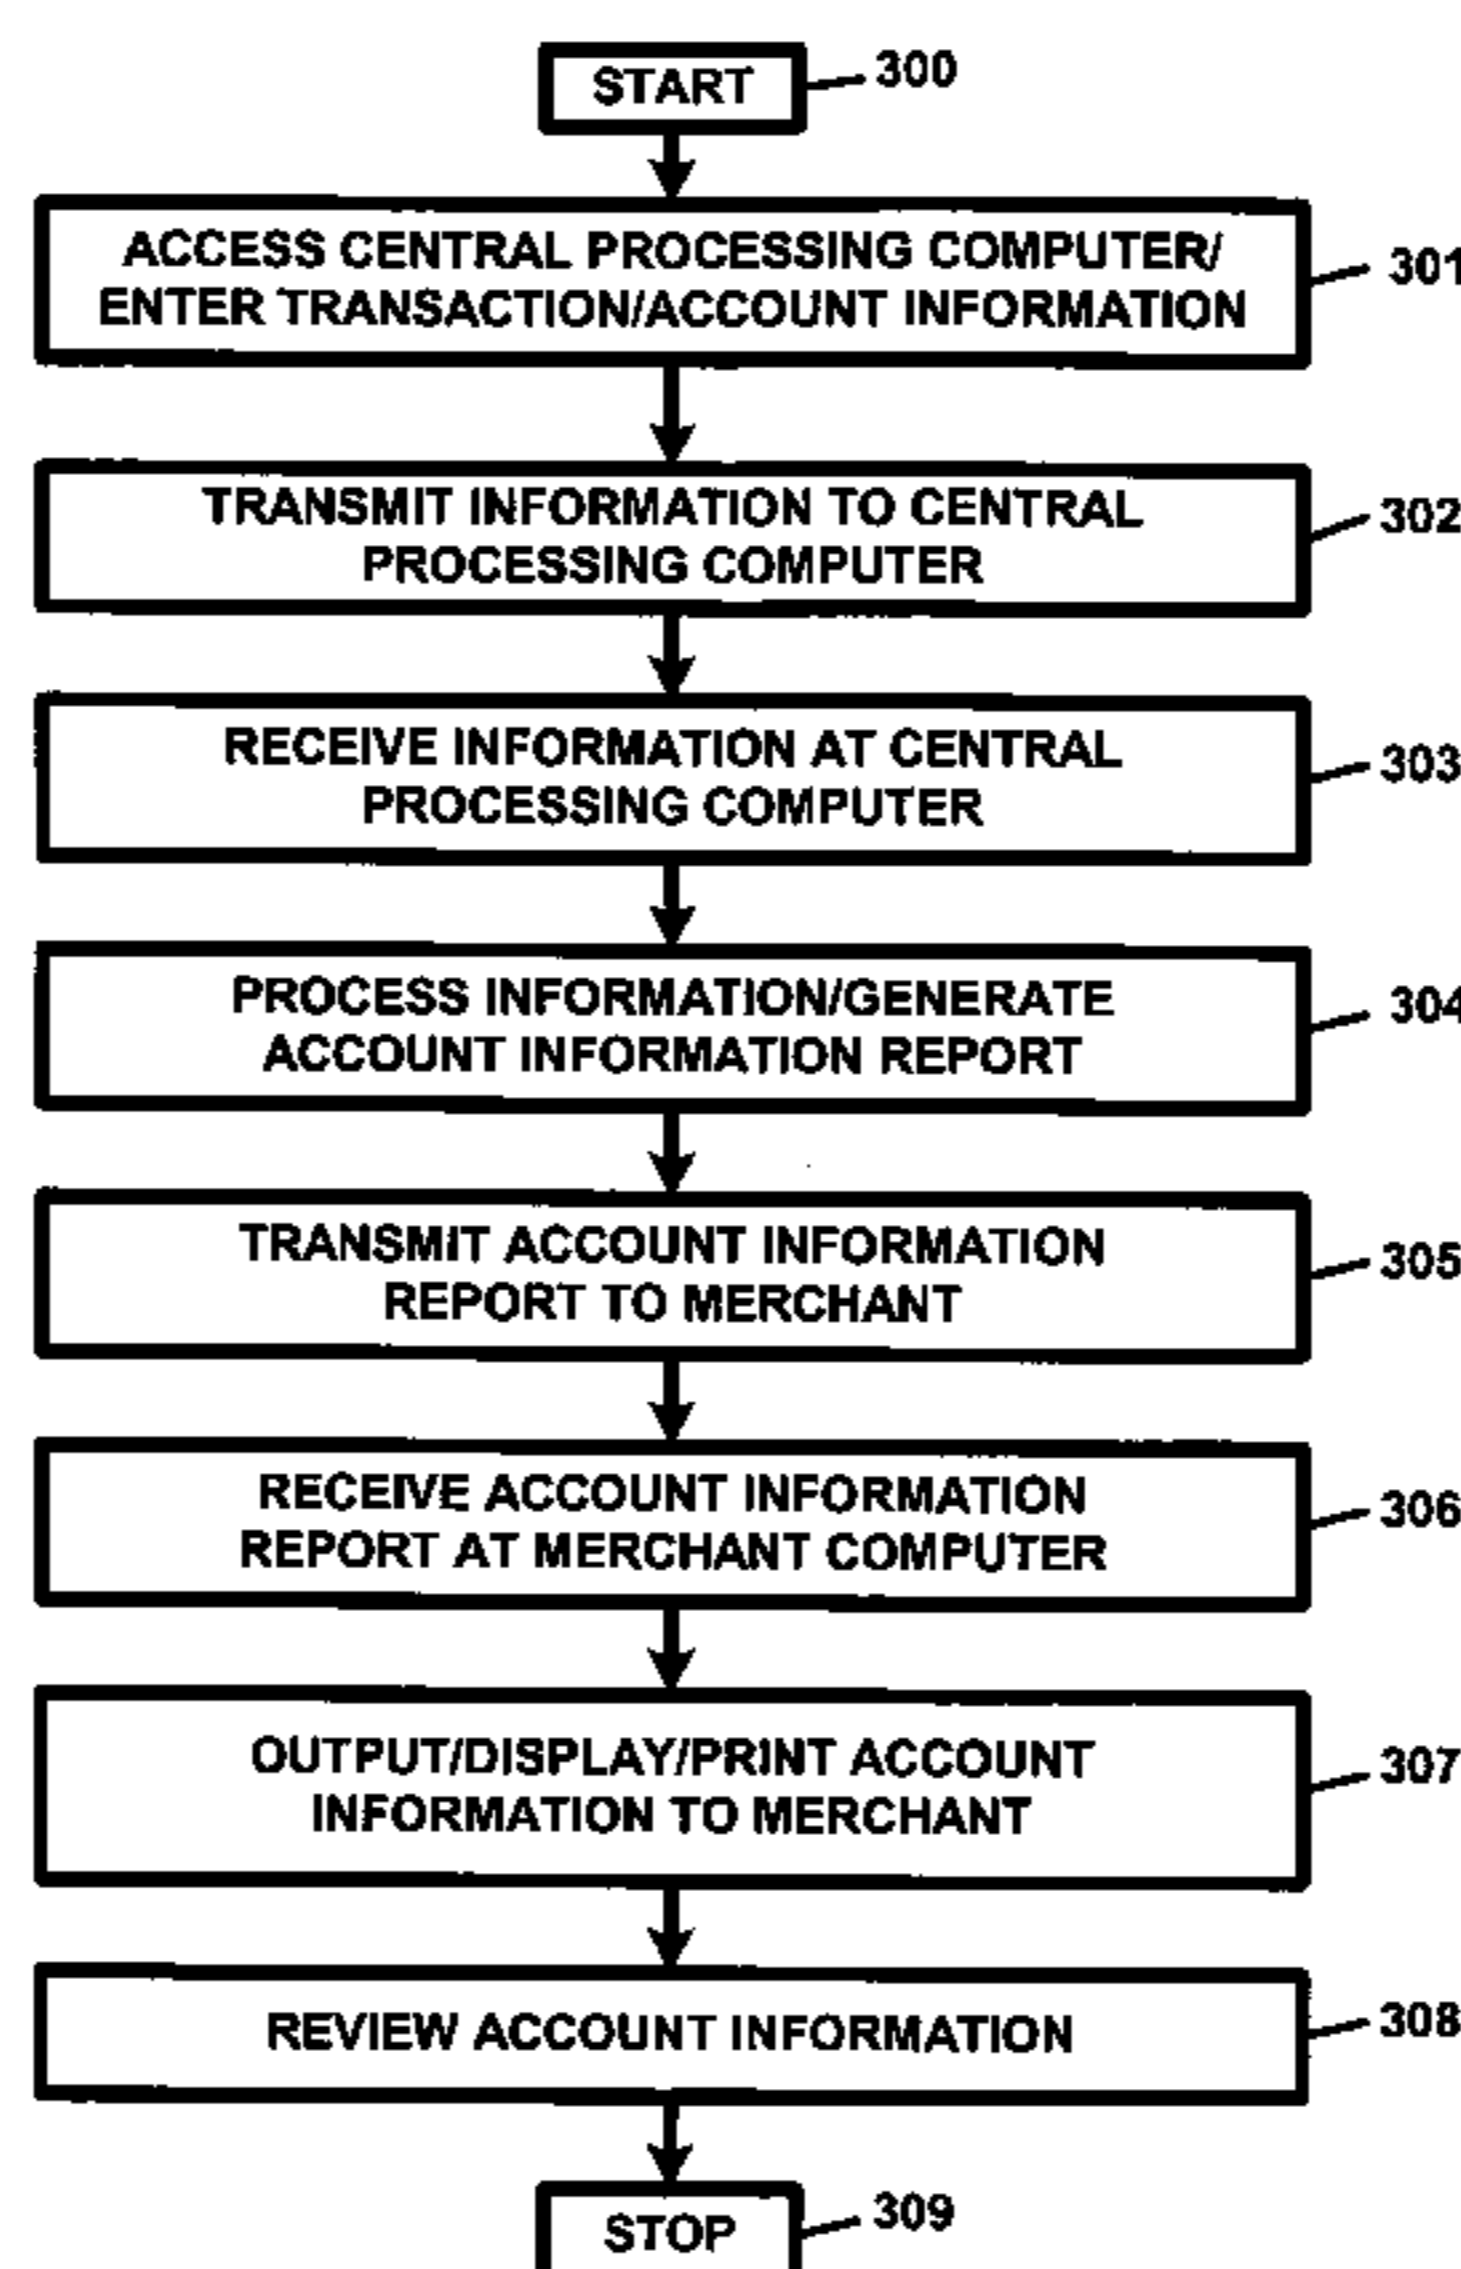 START
300
ACCESS CENTRAL PROCESSING COMPUTER/
ENTER TRANSACTION/ACCOUNT INFORMATION
301
TRANSMIT INFORMATION TO CENTRAL
PROCESSING COMPUTER
302
RECEIVE INFORMATION AT CENTRAL
PROCESSING COMPUTER
303
PROCESS INFORMATION/GENERATE
ACCOUNT INFORMATION REPORT
304
TRANSMIT ACCOUNT INFORMATION
REPORT TO MERCHANT
305
RECEIVE ACCOUNT INFORMATION
REPORT AT MERCHANT COMPUTER
306
OUTPUT/DISPLAY/PRINT ACCOUNT
INFORMATION TO MERCHANT
307
REVIEW ACCOUNT INFORMATION
308
STOP
309